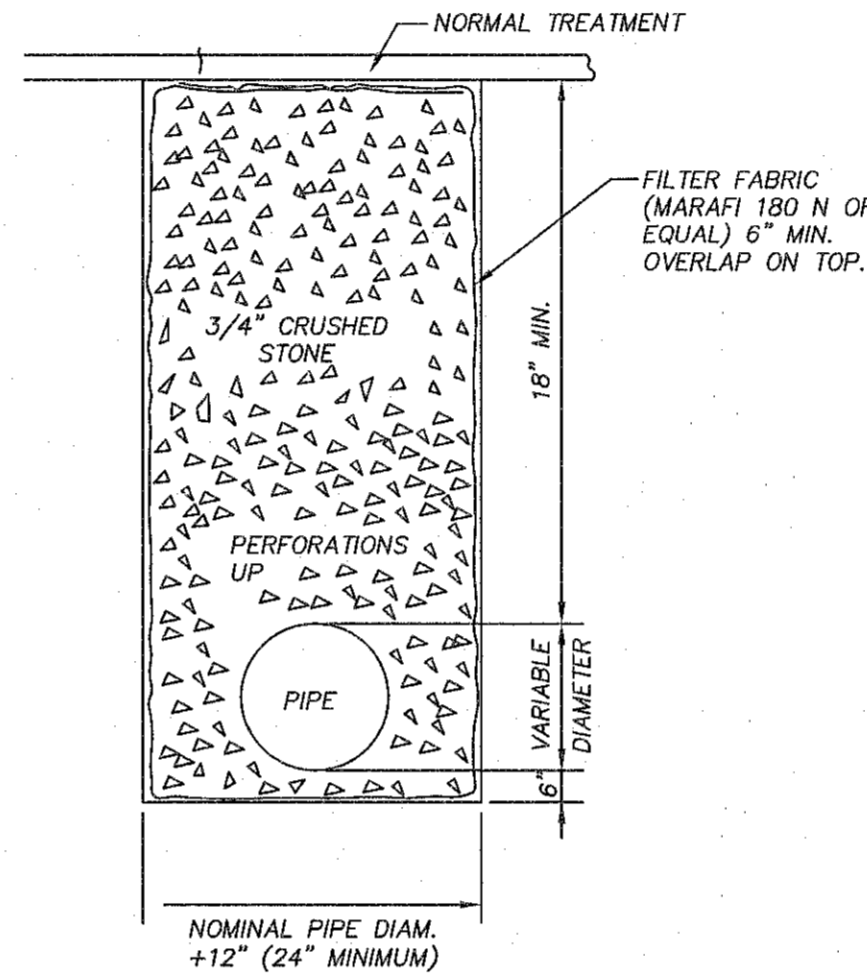 NORMAL TREATMENT
FILTER FABRIC
(MARAFI 180 N OF
EQUAL) 6" MIN.
OVERLAP ON TOP.
3/4" CRUSHED
STONE
18" MIN.
PERFORATIONS
UP
PIPE
VARIABLE
DIAMETER
6"
NOMINAL PIPE DIAM.
+12" (24" MINIMUM)